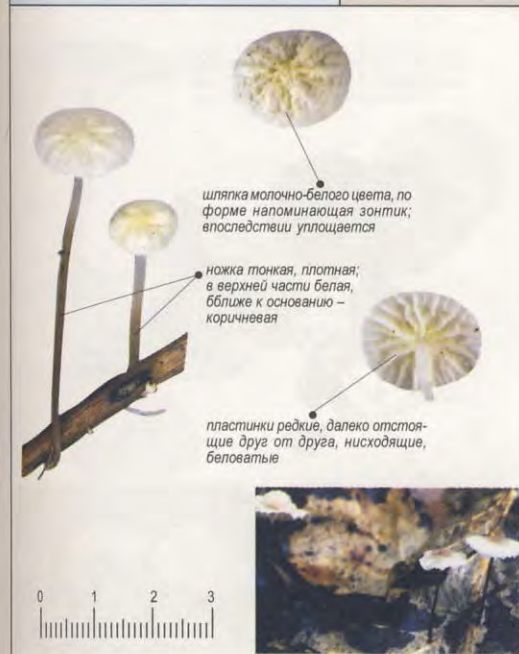 шляпка молочно-белого цвета, по
форме напоминающая зонтик;
впоследствии уплощается
ножка тонкая, плотная;
в верхней части белая,
бближе к основанию –
коричневая
пластинки редкие, далеко отстоя-
щие друг от друга, нисходящие,
беловатые
0 1 2 3